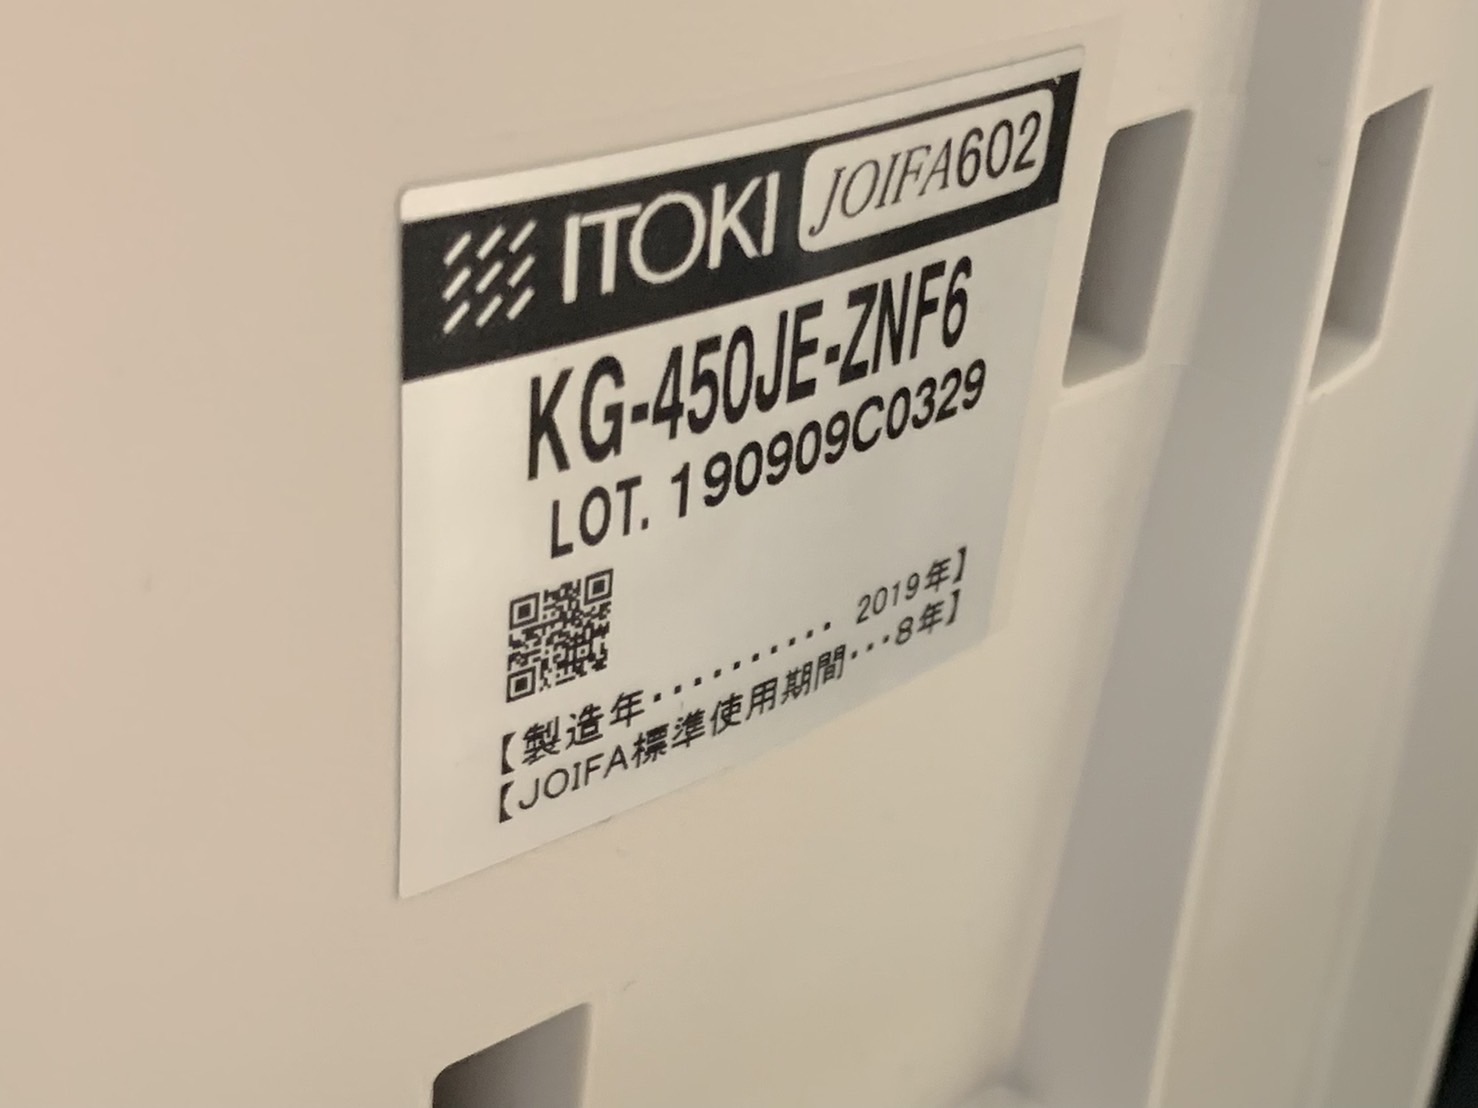 ITOKI JOIFA602
KG-450JE-ZNF6
LOT. 190909C0329
【製造年・・・・・・・・・・ 2019年】
【JOIFA標準使用期間・・・8年】